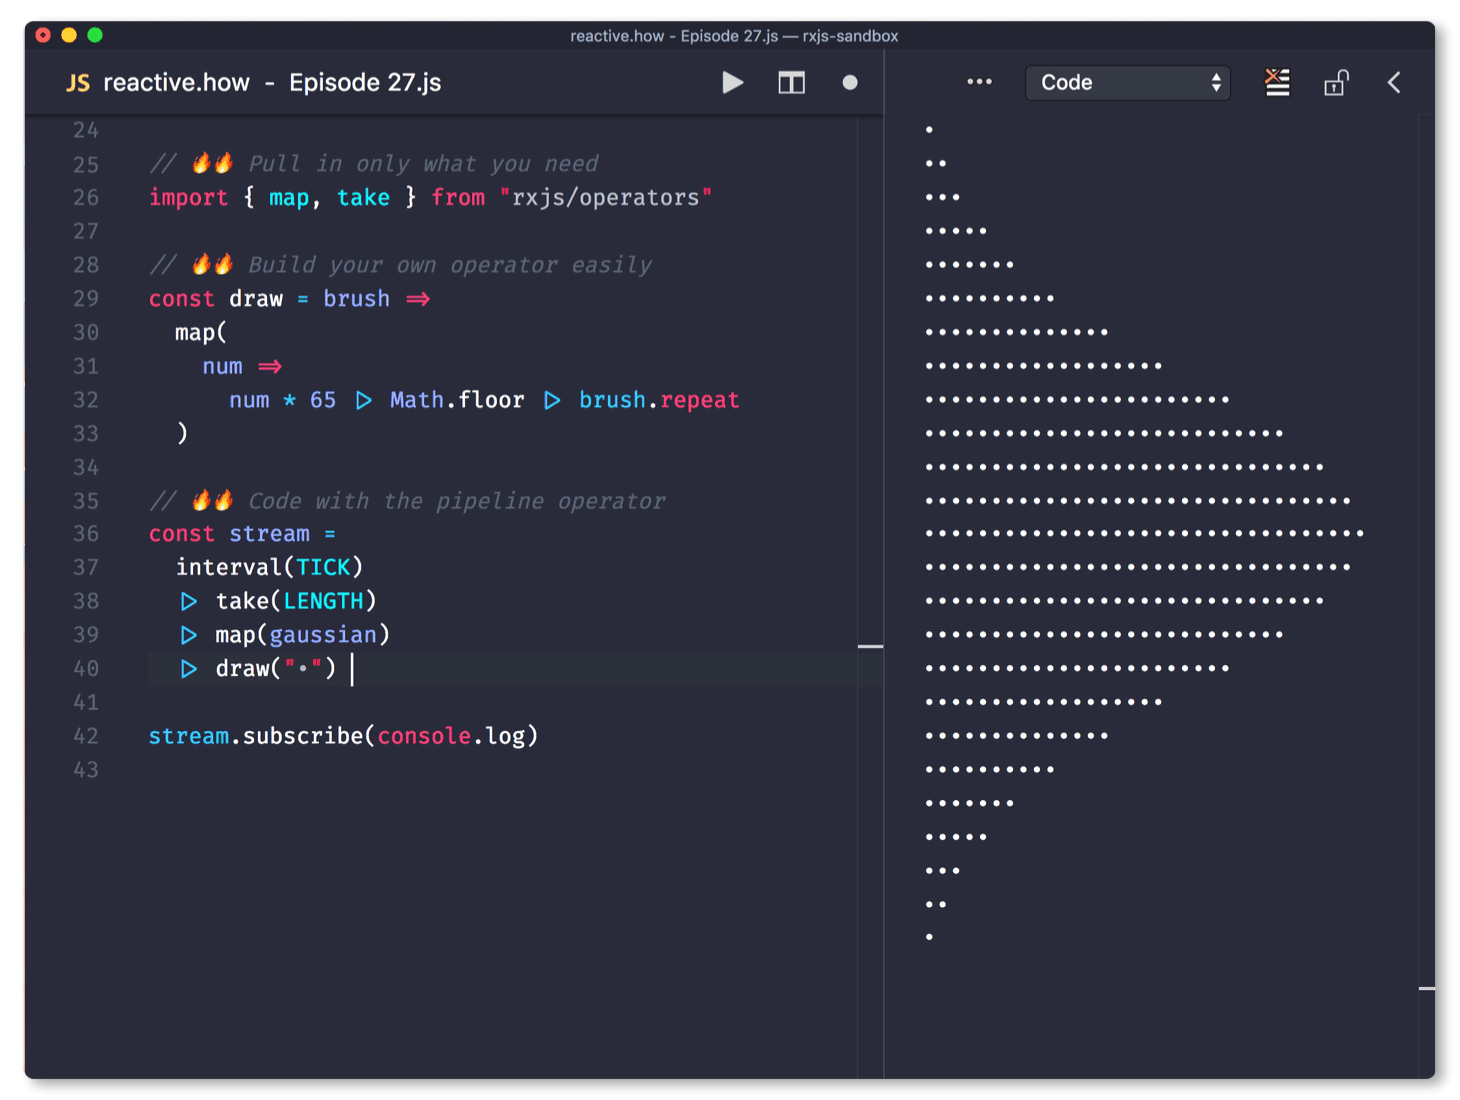 reactive.how - Episode 27.js — rxjs-sandbox
JS reactive.how - Episode 27.js
Code
24
25 // 🔥🔥 Pull in only what you need
26 import { map, take } from "rxjs/operators"
27
28 // 🔥🔥 Build your own operator easily
29 const draw = brush ⇒
30 map(
31 num ⇒
32 num * 65 ▷ Math.floor ▷ brush.repeat
33 )
34
35 // 🔥🔥 Code with the pipeline operator
36 const stream =
37 interval(TICK)
38 ▷ take(LENGTH)
39 ▷ map(gaussian)
40 ▷ draw("•")
41
42 stream.subscribe(console.log)
43
•
••
•••
•••••
•••••••
••••••••••
••••••••••••••
••••••••••••••••••
•••••••••••••••••••••••
•••••••••••••••••••••••••••
••••••••••••••••••••••••••••••
••••••••••••••••••••••••••••••••
•••••••••••••••••••••••••••••••••
••••••••••••••••••••••••••••••••
••••••••••••••••••••••••••••••
•••••••••••••••••••••••••••
•••••••••••••••••••••••
••••••••••••••••••
••••••••••••••
••••••••••
•••••••
•••••
•••
••
•